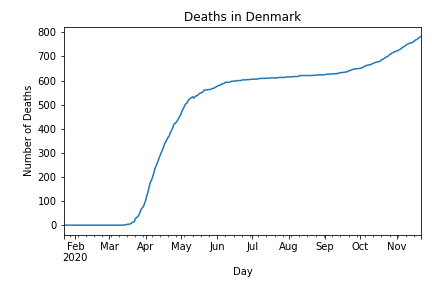 Deaths in Denmark
Number of Deaths
800
700
600
500
400
300
200
100
0
Feb Mar Apr May Jun Jul Aug Sep Oct Nov
2020
Day